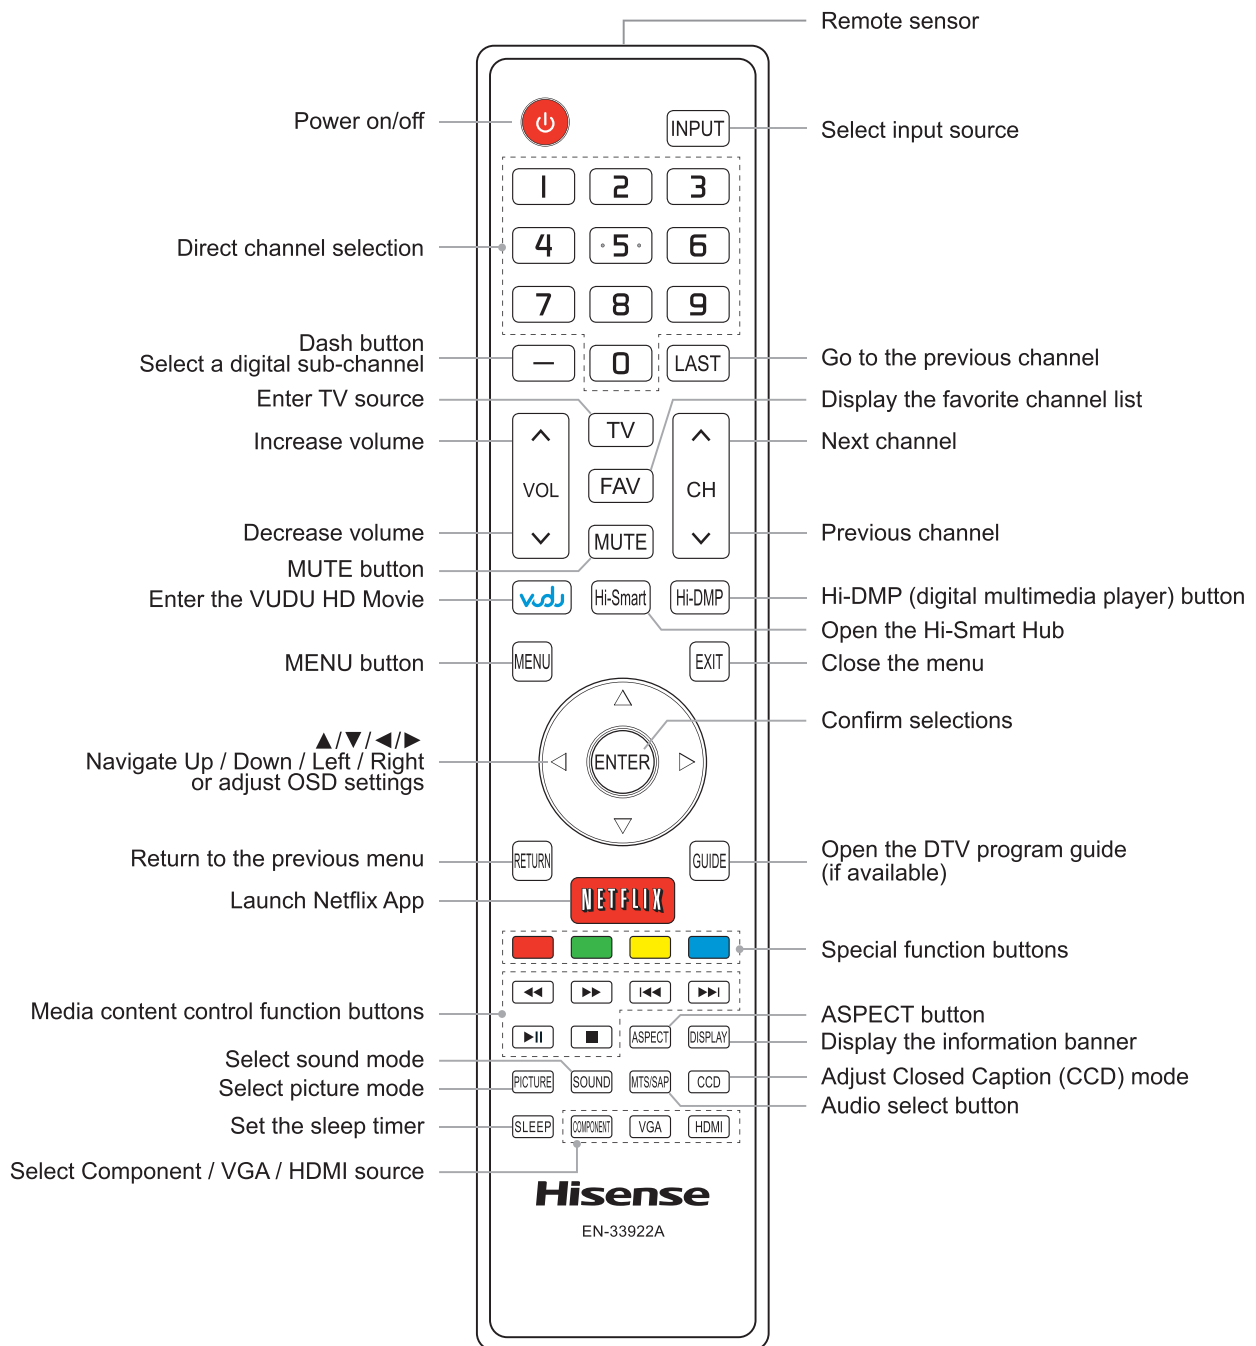 Remote sensor
Power on/off
INPUT
Select input source
1 2 3
Direct channel selection
4 5 6
7 8 9
Dash button
Select a digital sub-channel
— 0 LAST
Go to the previous channel
Enter TV source
Display the favorite channel list
Increase volume
TV
Next channel
VOL
FAV
CH
Decrease volume
MUTE
Previous channel
MUTE button
Enter the VUDU HD Movie
vudu
Hi-Smart
Hi-DMP
Hi-DMP (digital multimedia player) button
Open the Hi-Smart Hub
MENU button
MENU
EXIT
Close the menu
Confirm selections
▲/▼/◀/▶
Navigate Up / Down / Left / Right
or adjust OSD settings
ENTER
Return to the previous menu
RETURN
GUIDE
Open the DTV program guide
(if available)
Launch Netflix App
NETFLIX
Special function buttons
Media content control function buttons
ASPECT button
ASPECT
DISPLAY
Display the information banner
Select sound mode
Select picture mode
PICTURE
SOUND
MTS/SAP
CCD
Adjust Closed Caption (CCD) mode
Audio select button
Set the sleep timer
SLEEP
COMPONENT
VGA
HDMI
Select Component / VGA / HDMI source
Hisense
EN-33922A